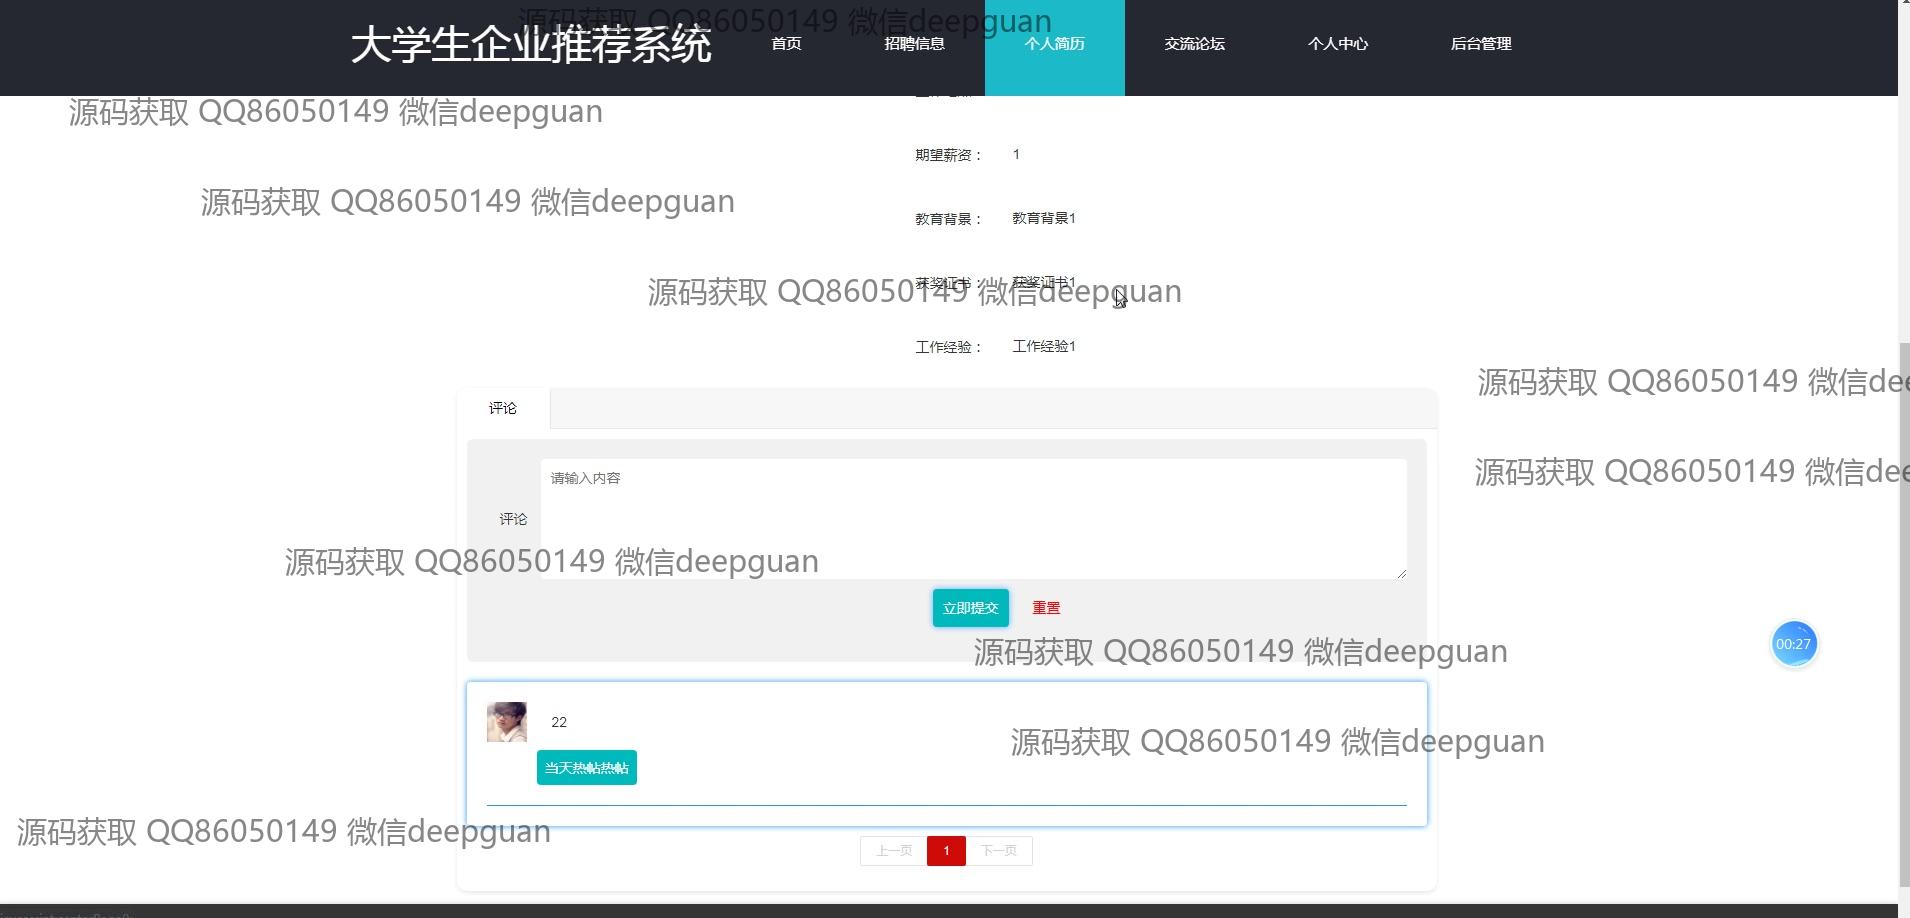 源码获取 QQ86050149 微信deepguan
大学生企业推荐系统
首页
招聘信息
个人简历
交流论坛
个人中心
后台管理
源码获取 QQ86050149 微信deepguan
期望薪资： 1
源码获取 QQ86050149 微信deepguan
教育背景： 教育背景1
获奖证书： 获奖证书1
源码获取 QQ86050149 微信deepguan
工作经验： 工作经验1
源码获取 QQ86050149 微信dee
评论
源码获取 QQ86050149 微信dee
请输入内容
评论
源码获取 QQ86050149 微信deepguan
立即提交
重置
源码获取 QQ86050149 微信deepguan
00:27
22
源码获取 QQ86050149 微信deepguan
当天热帖热帖
源码获取 QQ86050149 微信deepguan
上一页
1
下一页